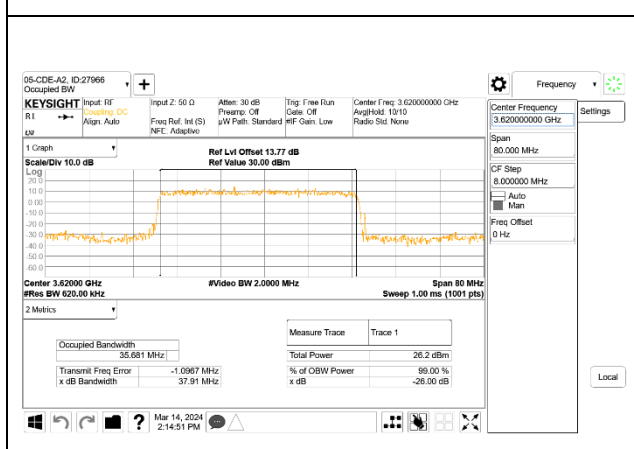 05-CDE-A2, ID:27966
Occupied BW
+
Frequency
KEYSIGHT
R L
Input: RF
Coupling: DC
Align: Auto
Input Z: 50 Ω
Freq Ref: Int (S)
NFE: Adaptive
Atten: 30 dB
Preamp: Off
µW Path: Standard
Trig: Free Run
Gate: Off
#IF Gain: Low
Center Freq: 3.620000000 GHz
Avg|Hold: 10/10
Radio Std: None
Center Frequency
3.620000000 GHz
Settings
Span
80.000 MHz
CF Step
8.000000 MHz
Auto
Man
Freq Offset
0 Hz
Local
1 Graph
Scale/Div 10.0 dB
Ref Lvl Offset 13.77 dB
Ref Value 30.00 dBm
Log
20.0
10.0
0.00
-10.0
-20.0
-30.0
-40.0
-50.0
-60.0
Center 3.62000 GHz
#Video BW 2.0000 MHz
Span 80 MHz
#Res BW 620.00 kHz
Sweep 1.00 ms (1001 pts)
2 Metrics
Measure Trace
Trace 1
Occupied Bandwidth
35.681 MHz
Total Power
26.2 dBm
Transmit Freq Error
-1.0967 MHz
% of OBW Power
99.00 %
x dB Bandwidth
37.91 MHz
x dB
-26.00 dB
?
Mar 14, 2024
2:14:51 PM